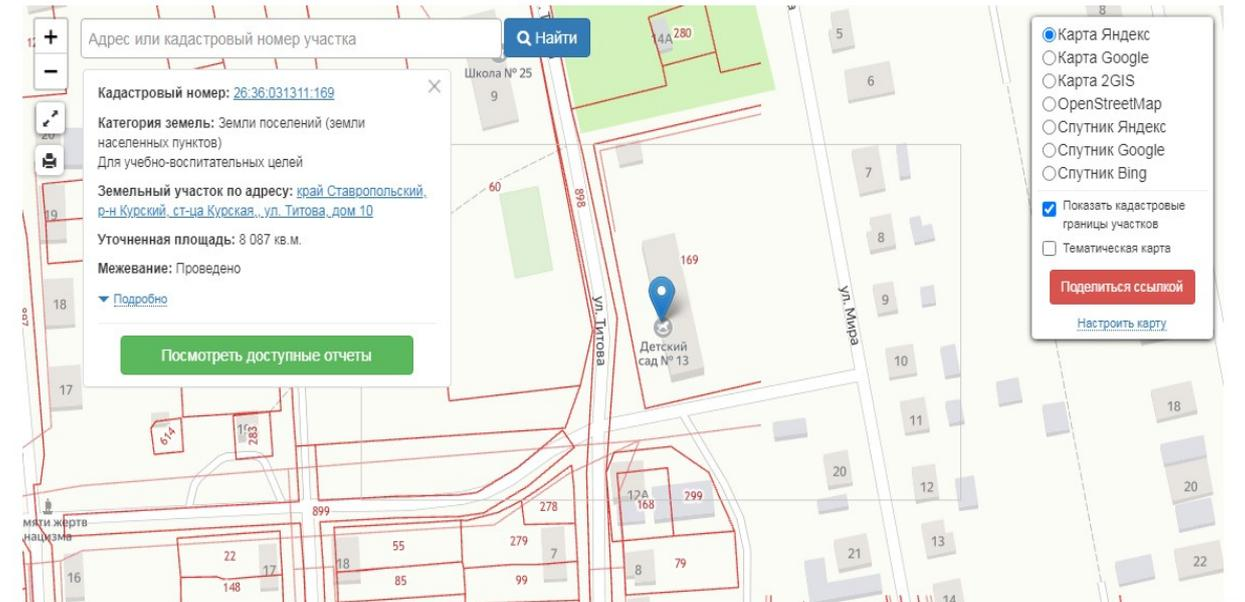 Адрес или кадастровый номер участка
Найти
Кадастровый номер: 26:36:031311:169
Категория земель: Земли поселений (земли
населенных пунктов)
Для учебно-воспитательных целей
Земельный участок по адресу: край Ставропольский,
р-н Курский, ст-ца Курская,, ул. Титова, дом 10
Уточненная площадь: 8 087 кв.м.
Межевание: Проведено
Подробно
Посмотреть доступные отчеты
Карта Яндекс
Карта Google
Карта 2GIS
OpenStreetMap
Спутник Яндекс
Спутник Google
Спутник Bing
Показать кадастровые
границы участков
Тематическая карта
Поделиться ссылкой
Настроить карту
Школа № 25
9
14А
280
5
6
8
60
898
7
8
169
9
ул. Титова
ул. Мира
Детский
сад № 13
10
11
12
13
14
18
20
22
20
21
20
19
18
17
16
614
283
899
мяти жертв
нацизма
22
17
148
18
55
85
278
279
99
7
12А
168
299
8
79